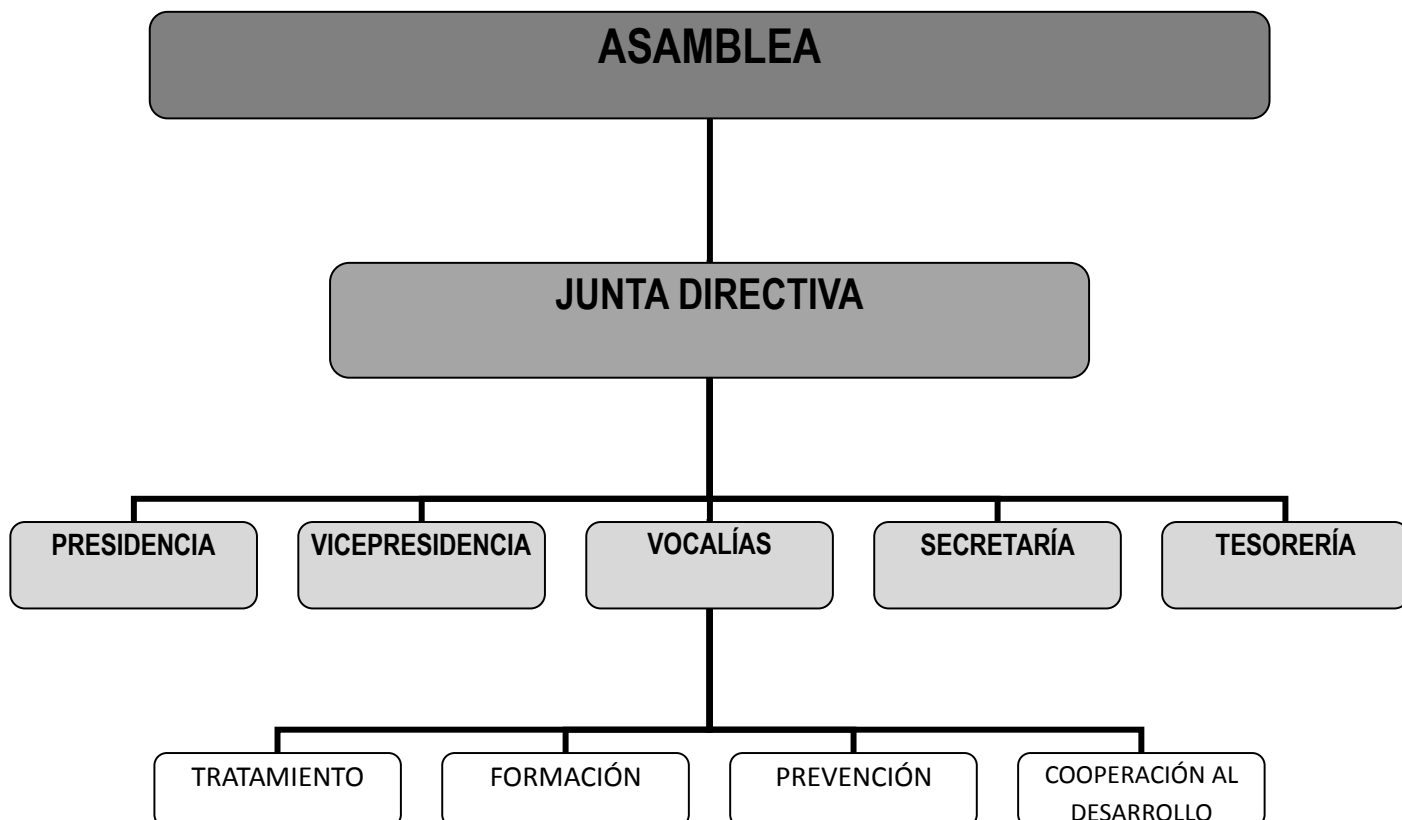 ASAMBLEA
JUNTA DIRECTIVA
PRESIDENCIA
VICEPRESIDENCIA
VOCALÍAS
SECRETARÍA
TESORERÍA
TRATAMIENTO
FORMACIÓN
PREVENCIÓN
COOPERACIÓN AL
DESARROLLO